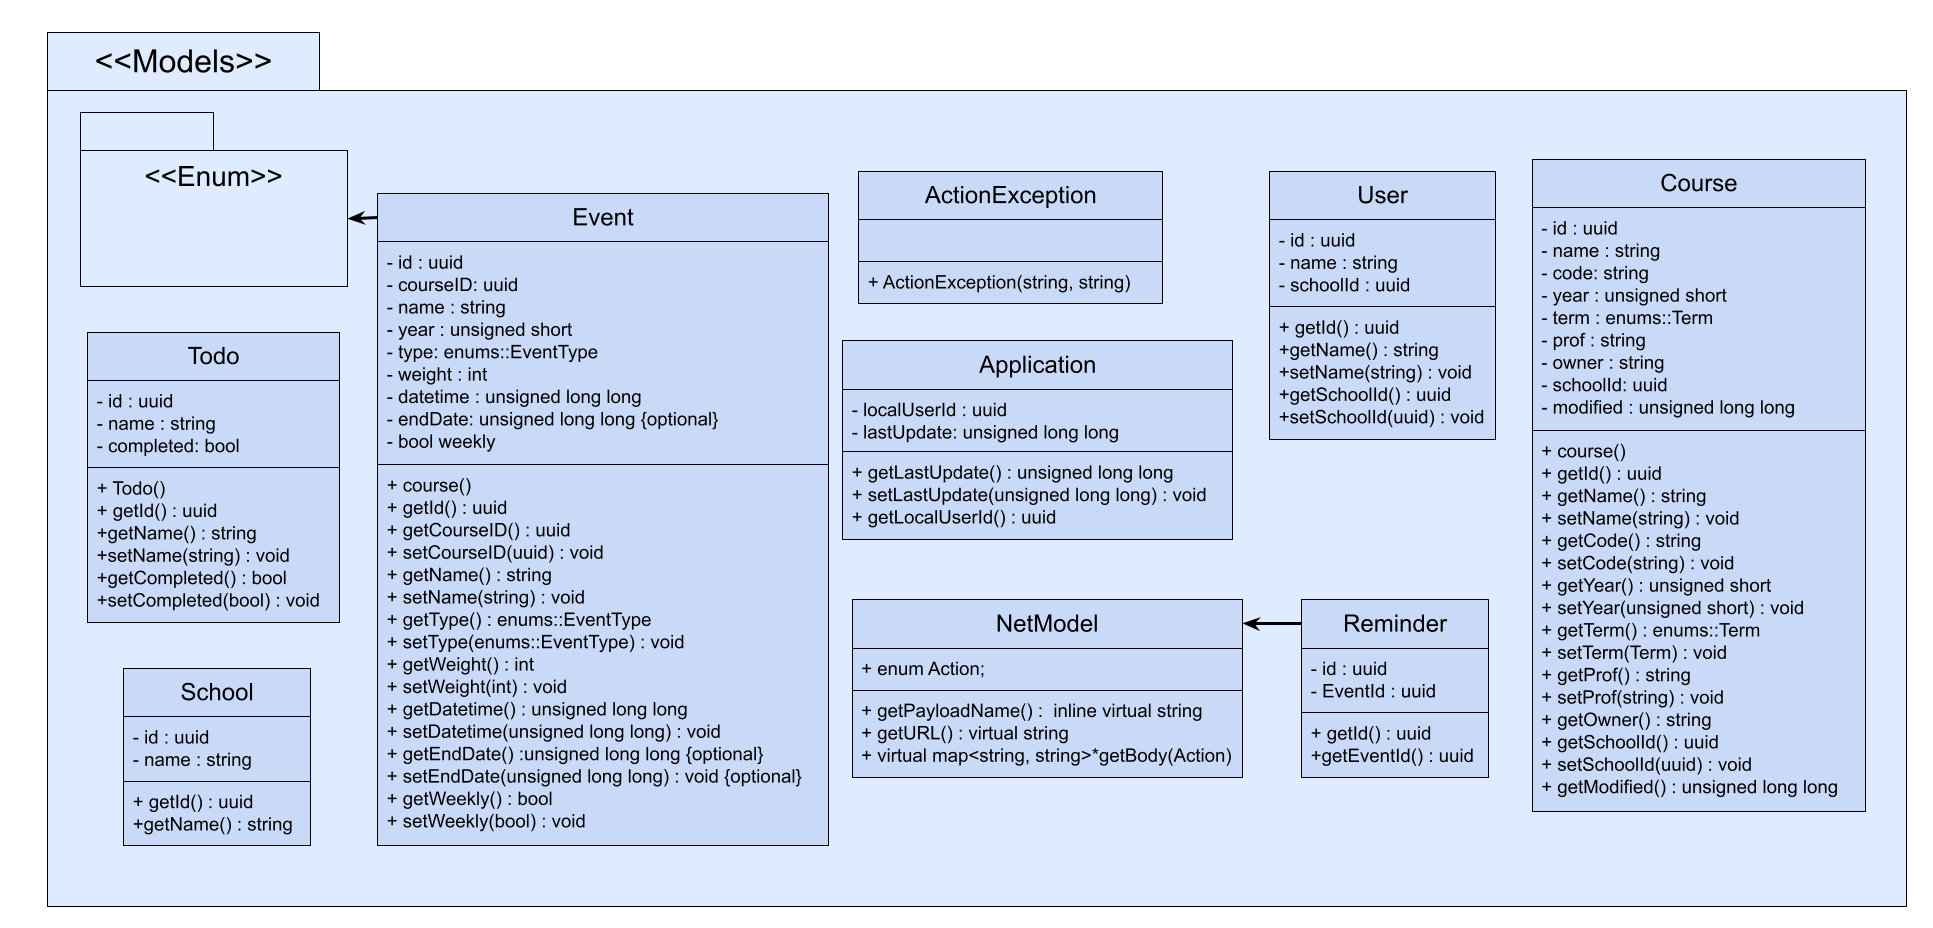 <<Models>>
<<Enum>>
Event
- id : uuid
- courseID: uuid
- name : string
- year : unsigned short
- type: enums::EventType
- weight : int
- datetime : unsigned long long
- endDate: unsigned long long {optional}
- bool weekly
+ course()
+ getId() : uuid
+ getCourseID() : uuid
+ setCourseID(uuid) : void
+ getName() : string
+ setName(string) : void
+ getType() : enums::EventType
+ setType(enums::EventType) : void
+ getWeight() : int
+ setWeight(int) : void
+ getDatetime() : unsigned long long
+ setDatetime(unsigned long long) : void
+ getEndDate() :unsigned long long {optional}
+ setEndDate(unsigned long long) : void {optional}
+ getWeekly() : bool
+ setWeekly(bool) : void
Todo
- id : uuid
- name : string
- completed: bool
+ Todo()
+ getId() : uuid
+getName() : string
+setName(string) : void
+getCompleted() : bool
+setCompleted(bool) : void
School
- id : uuid
- name : string
+ getId() : uuid
+getName() : string
ActionException
+ ActionException(string, string)
Application
- localUserId : uuid
- lastUpdate: unsigned long long
+ getLastUpdate() : unsigned long long
+ setLastUpdate(unsigned long long) : void
+ getLocalUserId() : uuid
NetModel
+ enum Action;
+ getPayloadName() :  inline virtual string
+ getURL() : virtual string
+ virtual map<string, string>*getBody(Action)
User
- id : uuid
- name : string
- schoolId : uuid
+ getId() : uuid
+getName() : string
+setName(string) : void
+getSchoolId() : uuid
+setSchoolId(uuid) : void
Reminder
- id : uuid
- EventId : uuid
+ getId() : uuid
+getEventId() : uuid
Course
- id : uuid
- name : string
- code: string
- year : unsigned short
- term : enums::Term
- prof : string
- owner : string
- schoolId: uuid
- modified : unsigned long long
+ course()
+ getId() : uuid
+ getName() : string
+ setName(string) : void
+ getCode() : string
+ setCode(string) : void
+ getYear() : unsigned short
+ setYear(unsigned short) : void
+ getTerm() : enums::Term
+ setTerm(Term) : void
+ getProf() : string
+ setProf(string) : void
+ getOwner() : string
+ getSchoolId() : uuid
+ setSchoolId(uuid) : void
+ getModified() : unsigned long long